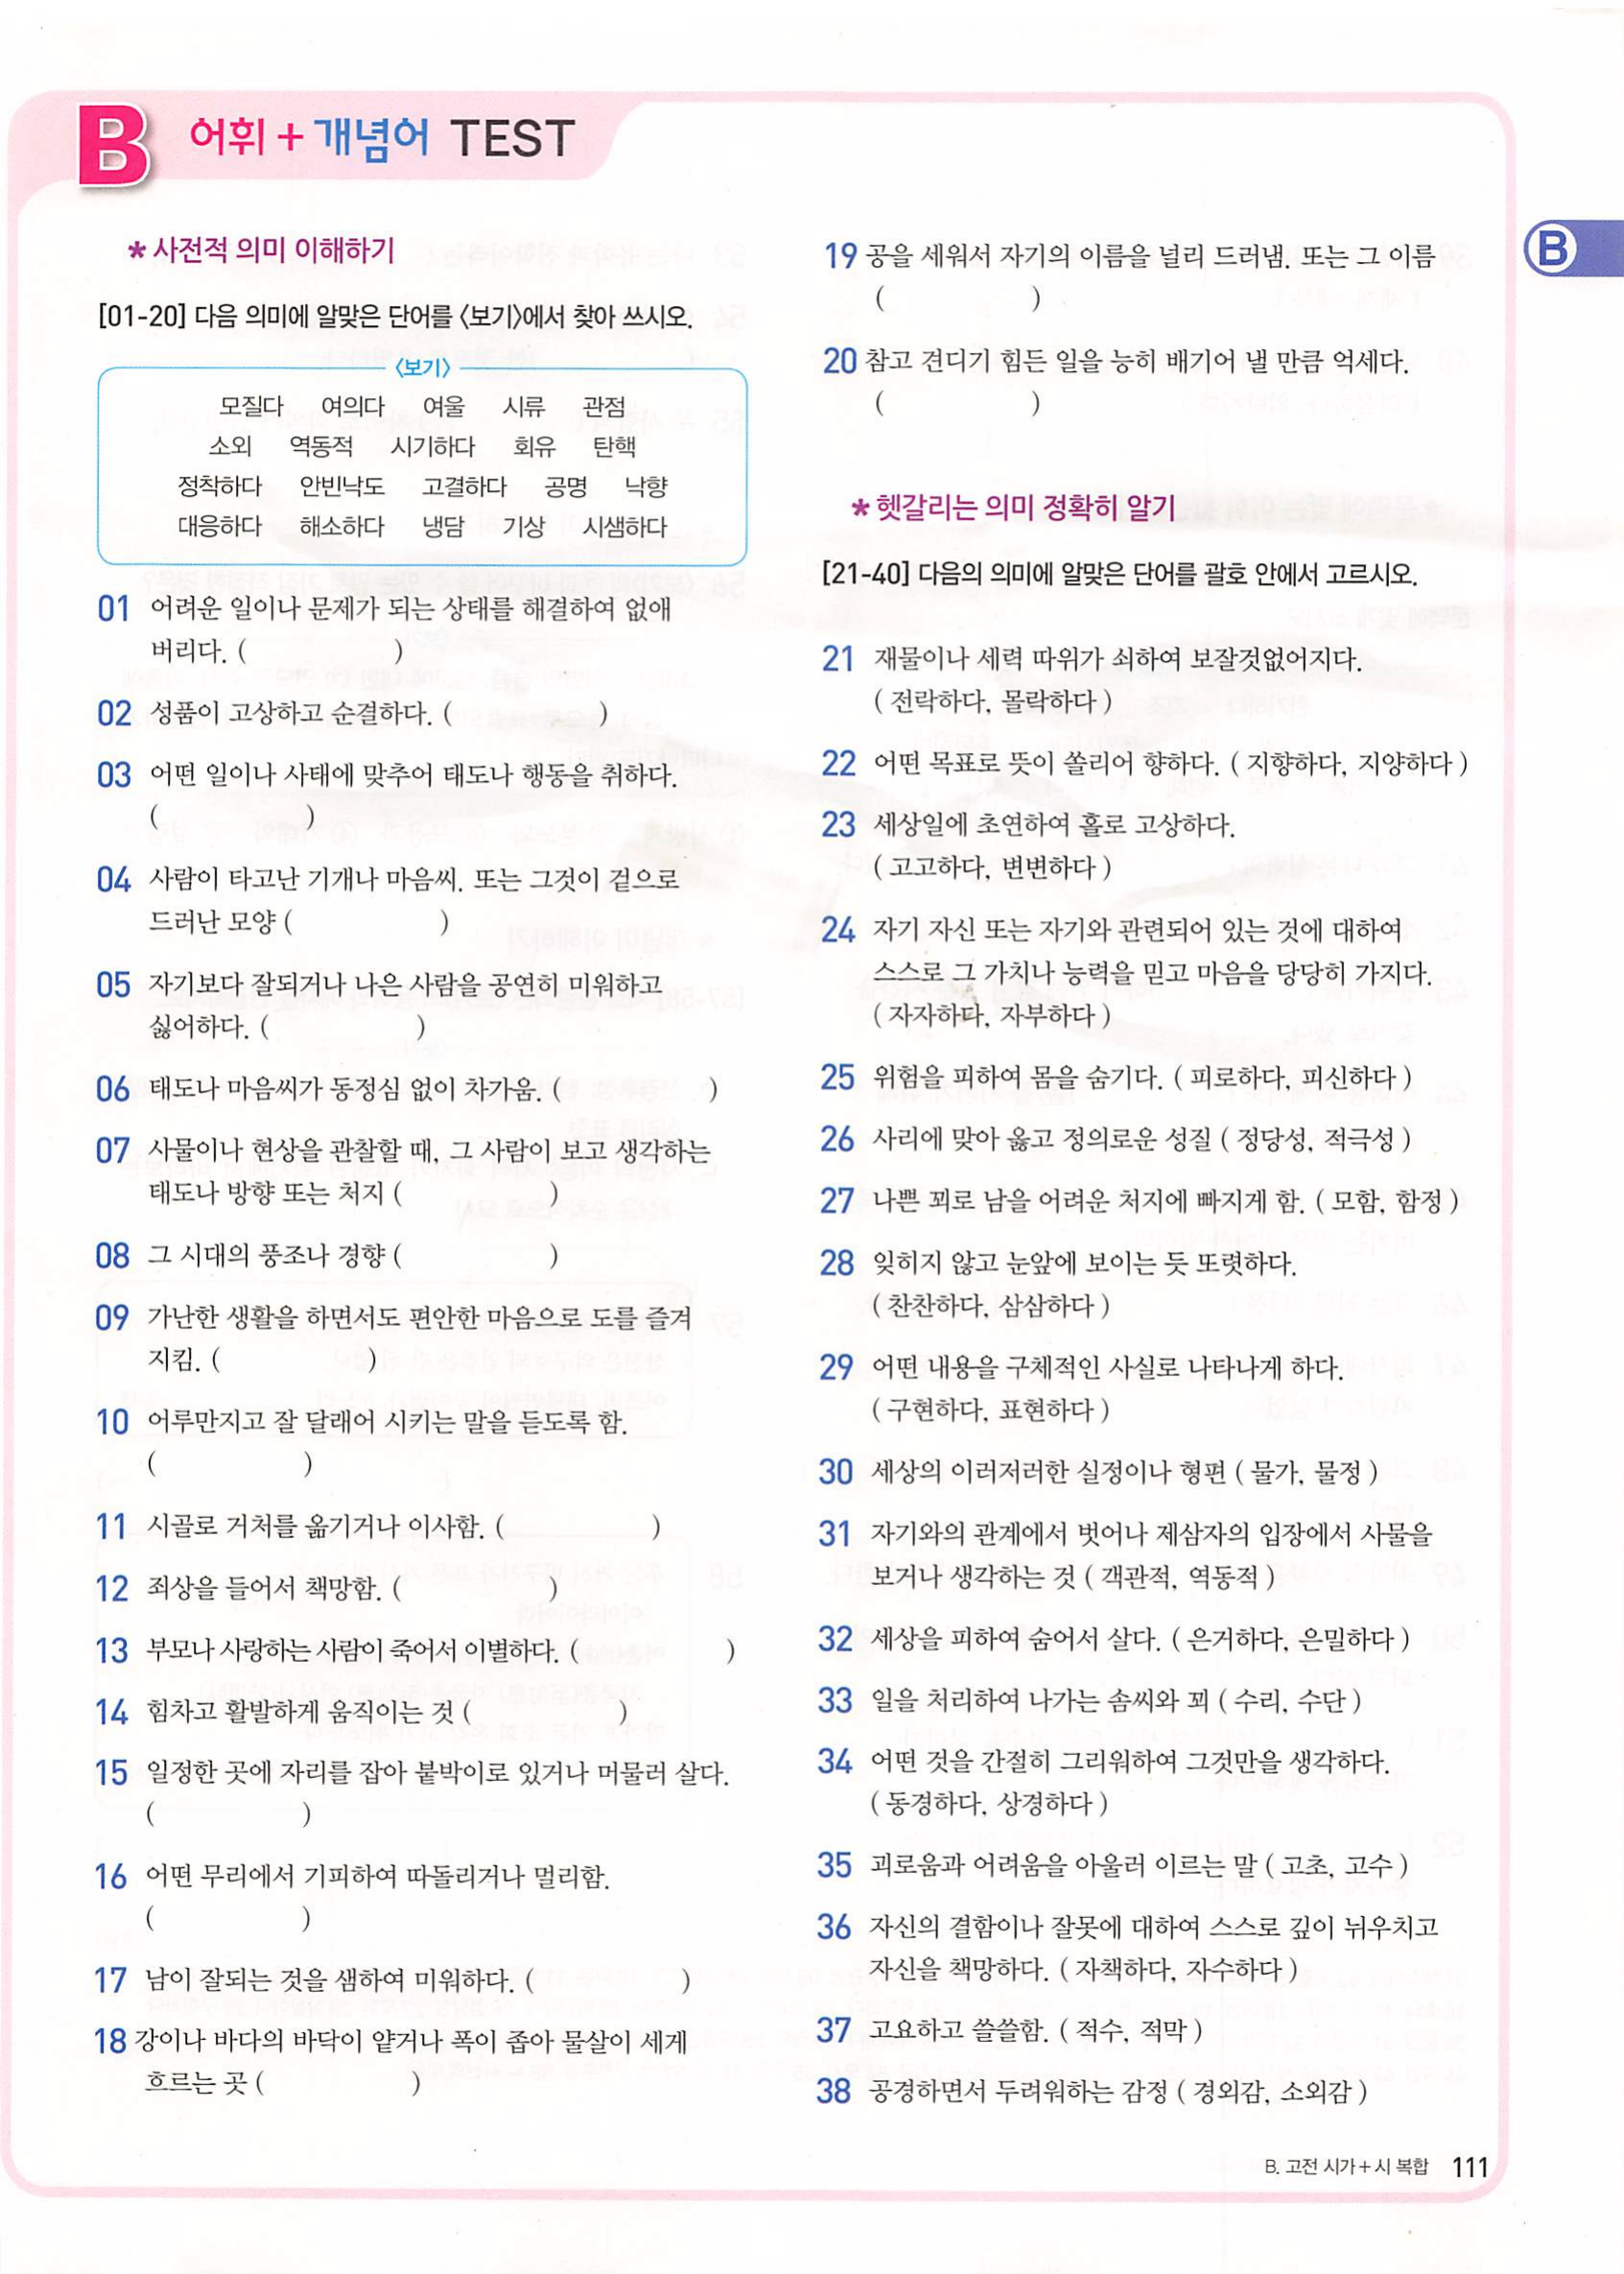 B 어휘 + 개념어 TEST
* 사전적 의미 이해하기
[01-20] 다음 의미에 알맞은 단어를 <보기>에서 찾아 쓰시오.
<보기>
모질다 여의다 여울 시류 관점
소외 역동적 시기하다 회유 탄핵
정착하다 안빈낙도 고결하다 공명 낙향
대응하다 해소하다 냉담 기상 시샘하다
01 어려운 일이나 문제가 되는 상태를 해결하여 없애
버리다. ( )
02 성품이 고상하고 순결하다. ( )
03 어떤 일이나 사태에 맞추어 태도나 행동을 취하다.
( )
04 사람이 타고난 기개나 마음씨. 또는 그것이 겉으로
드러난 모양 ( )
05 자기보다 잘되거나 나은 사람을 공연히 미워하고
싫어하다. ( )
06 태도나 마음씨가 동정심 없이 차가움. ( )
07 사물이나 현상을 관찰할 때, 그 사람이 보고 생각하는
태도나 방향 또는 처지 ( )
08 그 시대의 풍조나 경향 ( )
09 가난한 생활을 하면서도 편안한 마음으로 도를 즐겨
지킴. ( )
10 어루만지고 잘 달래어 시키는 말을 듣도록 함.
( )
11 시골로 거처를 옮기거나 이사함. ( )
12 죄상을 들어서 책망함. ( )
13 부모나 사랑하는 사람이 죽어서 이별하다. ( )
14 힘차고 활발하게 움직이는 것 ( )
15 일정한 곳에 자리를 잡아 붙박이로 있거나 머물러 살다.
( )
16 어떤 무리에서 기피하여 따돌리거나 멀리함.
( )
17 남이 잘되는 것을 샘하여 미워하다. ( )
18 강이나 바다의 바닥이 얕거나 폭이 좁아 물살이 세게
흐르는 곳 ( )
19 공을 세워서 자기의 이름을 널리 드러냄. 또는 그 이름
( )
20 참고 견디기 힘든 일을 능히 배기어 낼 만큼 억세다.
( )
* 헷갈리는 의미 정확히 알기
[21-40] 다음의 의미에 알맞은 단어를 괄호 안에서 고르시오.
21 재물이나 세력 따위가 쇠하여 보잘것없어지다.
( 전락하다, 몰락하다 )
22 어떤 목표로 뜻이 쏠리어 향하다. ( 지향하다, 지양하다 )
23 세상일에 초연하여 홀로 고상하다.
( 고고하다, 변변하다 )
24 자기 자신 또는 자기와 관련되어 있는 것에 대하여
스스로 그 가치나 능력을 믿고 마음을 당당히 가지다.
( 자자하다, 자부하다 )
25 위험을 피하여 몸을 숨기다. ( 피로하다, 피신하다 )
26 사리에 맞아 옳고 정의로운 성질 ( 정당성, 적극성 )
27 나쁜 꾀로 남을 어려운 처지에 빠지게 함. ( 모함, 함정 )
28 잊히지 않고 눈앞에 보이는 듯 또렷하다.
( 찬찬하다, 삼삼하다 )
29 어떤 내용을 구체적인 사실로 나타나게 하다.
( 구현하다, 표현하다 )
30 세상의 이러저러한 실정이나 형편 ( 물가, 물정 )
31 자기와의 관계에서 벗어나 제삼자의 입장에서 사물을
보거나 생각하는 것 ( 객관적, 역동적 )
32 세상을 피하여 숨어서 살다. ( 은거하다, 은밀하다 )
33 일을 처리하여 나가는 솜씨와 꾀 ( 수리, 수단 )
34 어떤 것을 간절히 그리워하여 그것만을 생각하다.
( 동경하다, 상경하다 )
35 괴로움과 어려움을 아울러 이르는 말 ( 고초, 고수 )
36 자신의 결함이나 잘못에 대하여 스스로 깊이 뉘우치고
자신을 책망하다. ( 자책하다, 자수하다 )
37 고요하고 쓸쓸함. ( 적수, 적막 )
38 공경하면서 두려워하는 감정 ( 경외감, 소외감 )
B
B. 고전 시가+시 복합 111